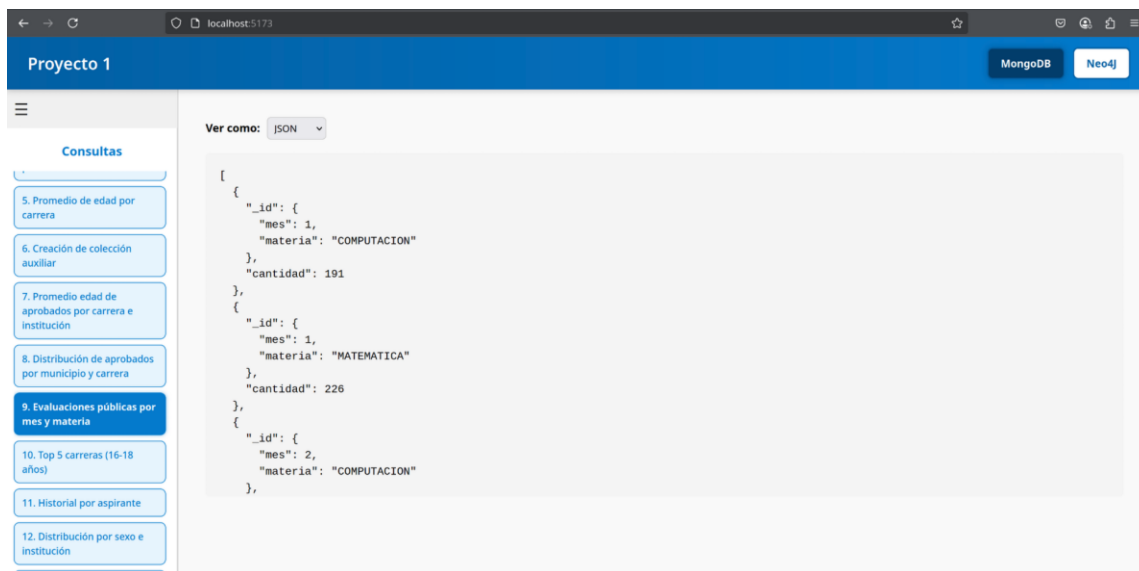 localhost:5173
Proyecto 1
MongoDB
Neo4J
Consultas
5. Promedio de edad por
carrera
6. Creación de colección
auxiliar
7. Promedio edad de
aprobados por carrera e
institución
8. Distribución de aprobados
por municipio y carrera
9. Evaluaciones públicas por
mes y materia
10. Top 5 carreras (16-18
años)
11. Historial por aspirante
12. Distribución por sexo e
institución
Ver como: JSON
[
{
"_id": {
"mes": 1,
"materia": "COMPUTACION"
},
"cantidad": 191
},
{
"_id": {
"mes": 1,
"materia": "MATEMATICA"
},
"cantidad": 226
},
{
"_id": {
"mes": 2,
"materia": "COMPUTACION"
},